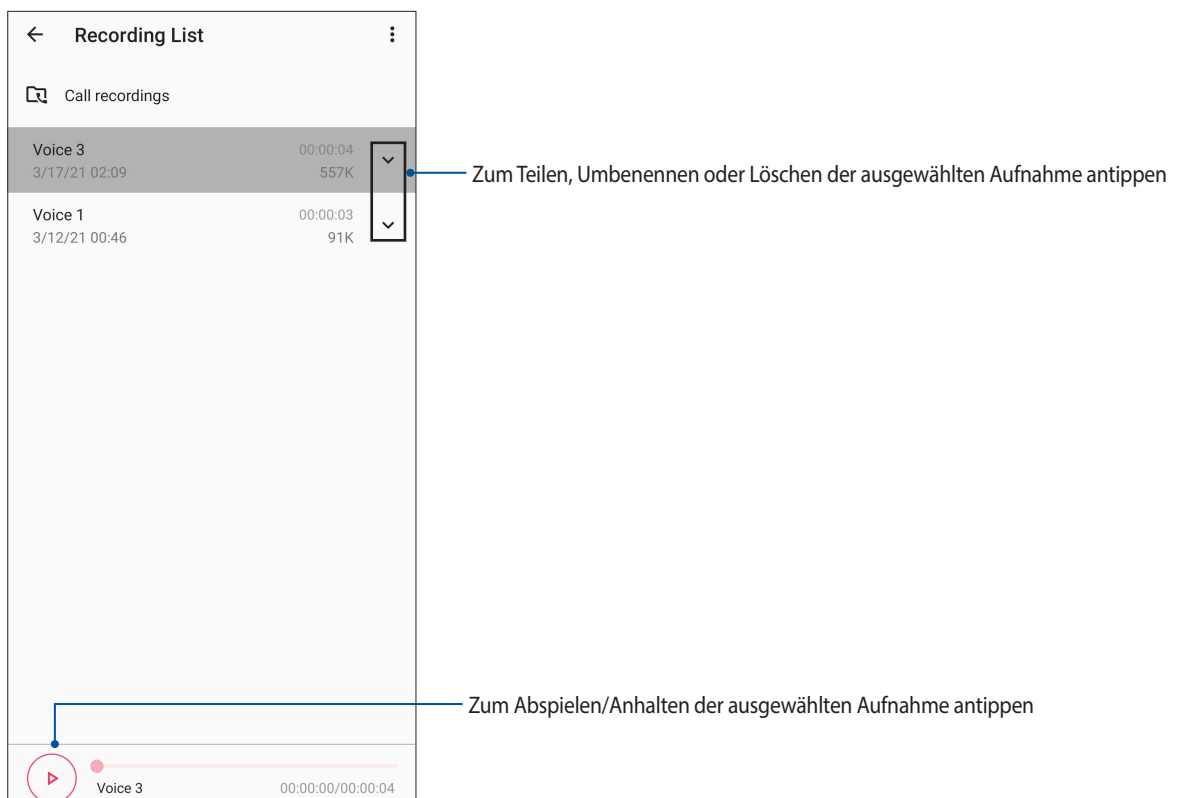 Recording List
Call recordings
Voice 3 00:00:04
3/17/21 02:09 557K
Zum Teilen, Umbenennen oder Löschen der ausgewählten Aufnahme antippen
Voice 1 00:00:03
3/12/21 00:46 91K
Zum Abspielen/Anhalten der ausgewählten Aufnahme antippen
Voice 3 00:00:00/00:00:04